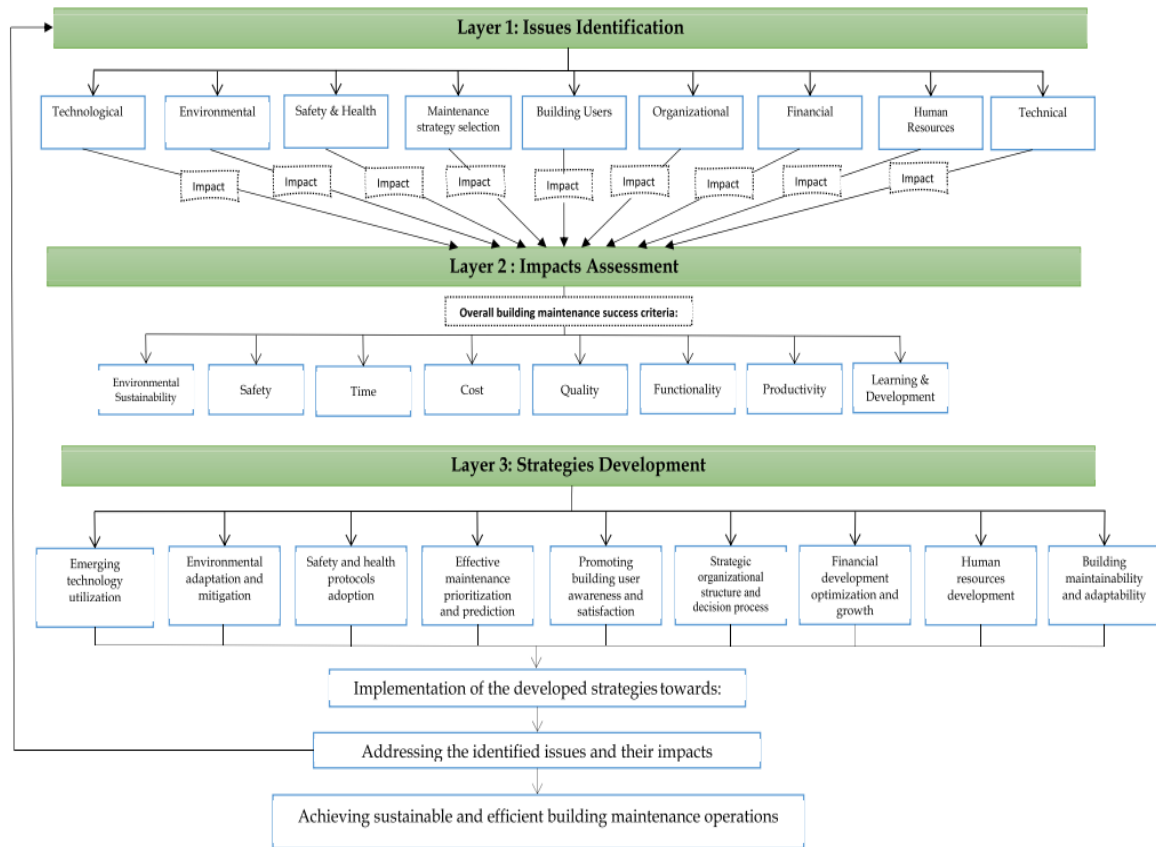 Layer 1: Issues Identification
Technological
Environmental
Safety & Health
Maintenance
strategy selection
Building Users
Organizational
Financial
Human
Resources
Technical
Impact
Impact
Impact
Impact
Impact
Impact
Impact
Impact
Impact
Layer 2 : Impacts Assessment
Overall building maintenance success criteria:
Environmental
Sustainability
Safety
Time
Cost
Quality
Functionality
Productivity
Learning &
Development
Layer 3: Strategies Development
Emerging
technology
utilization
Environmental
adaptation and
mitigation
Safety and health
protocols
adoption
Effective
maintenance
prioritization
and prediction
Promoting
building user
awareness and
satisfaction
Strategic
organizational
structure and
decision process
Financial
development
optimization and
growth
Human
resources
development
Building
maintainability
and adaptability
Implementation of the developed strategies towards:
Addressing the identified issues and their impacts
Achieving sustainable and efficient building maintenance operations